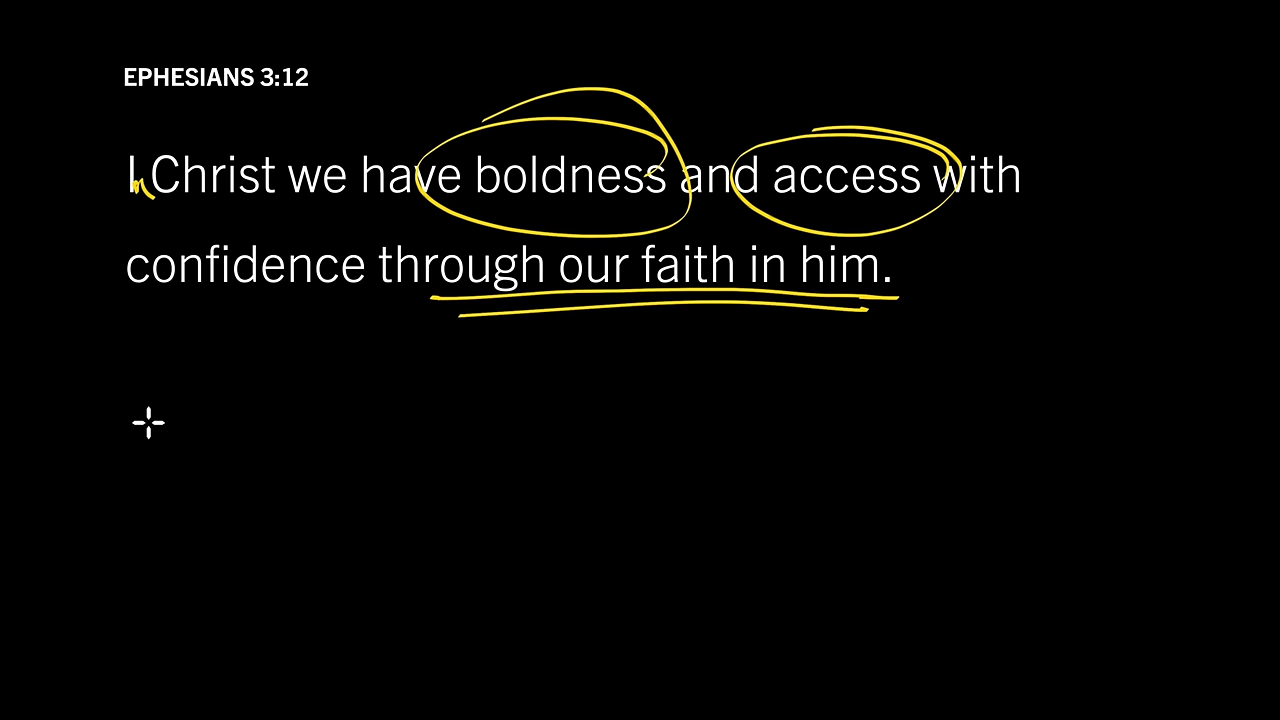 EPHESIANS 3:12
In Christ we have boldness and access with
confidence through our faith in him.